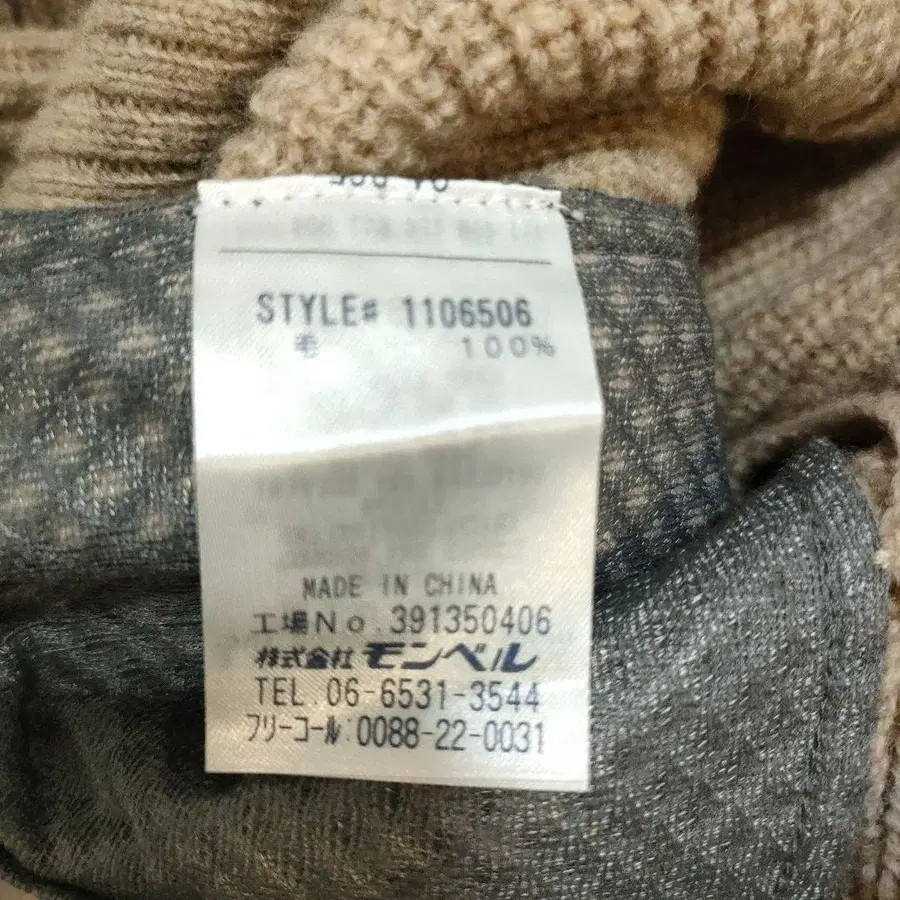 STYLE# 1106506
毛 100%
MADE IN CHINA
工場No.391350406
株式会社 モンベル
TEL 06-6531-3544
フリーコール:0088-22-0031